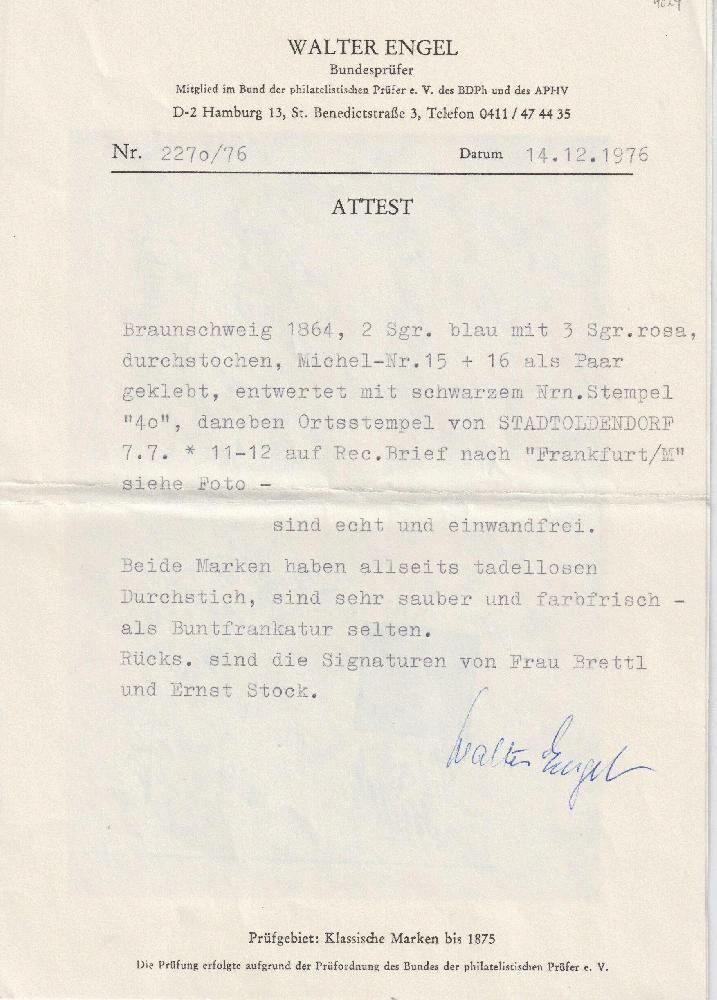 WALTER ENGEL
Bundesprüfer
Mitglied im Bund der philatelistischen Prüfer e. V. des BDPh und des APHV
D-2 Hamburg 13, St. Benedictstraße 3, Telefon 0411 / 47 44 35
Nr. 227o/76 Datum 14.12.1976
ATTEST
Braunschweig 1864, 2 Sgr. blau mit 3 Sgr.rosa,
durchstochen, Michel-Nr.15 + 16 als Paar
geklebt, entwertet mit schwarzem Nrn.Stempel
"4o", daneben Ortsstempel von STADTOLDENDORF
7.7. * 11-12 auf Rec.Brief nach "Frankfurt/M"
siehe Foto -
sind echt und einwandfrei.
Beide Marken haben allseits tadellosen
Durchstich, sind sehr sauber und farbfrisch -
als Buntfrankatur selten.
Rücks. sind die Signaturen von Frau Brettl
und Ernst Stock.
Walter Engel
Prüfgebiet: Klassische Marken bis 1875
Die Prüfung erfolgte aufgrund der Prüfordnung des Bundes der philatelistischen Prüfer e. V.